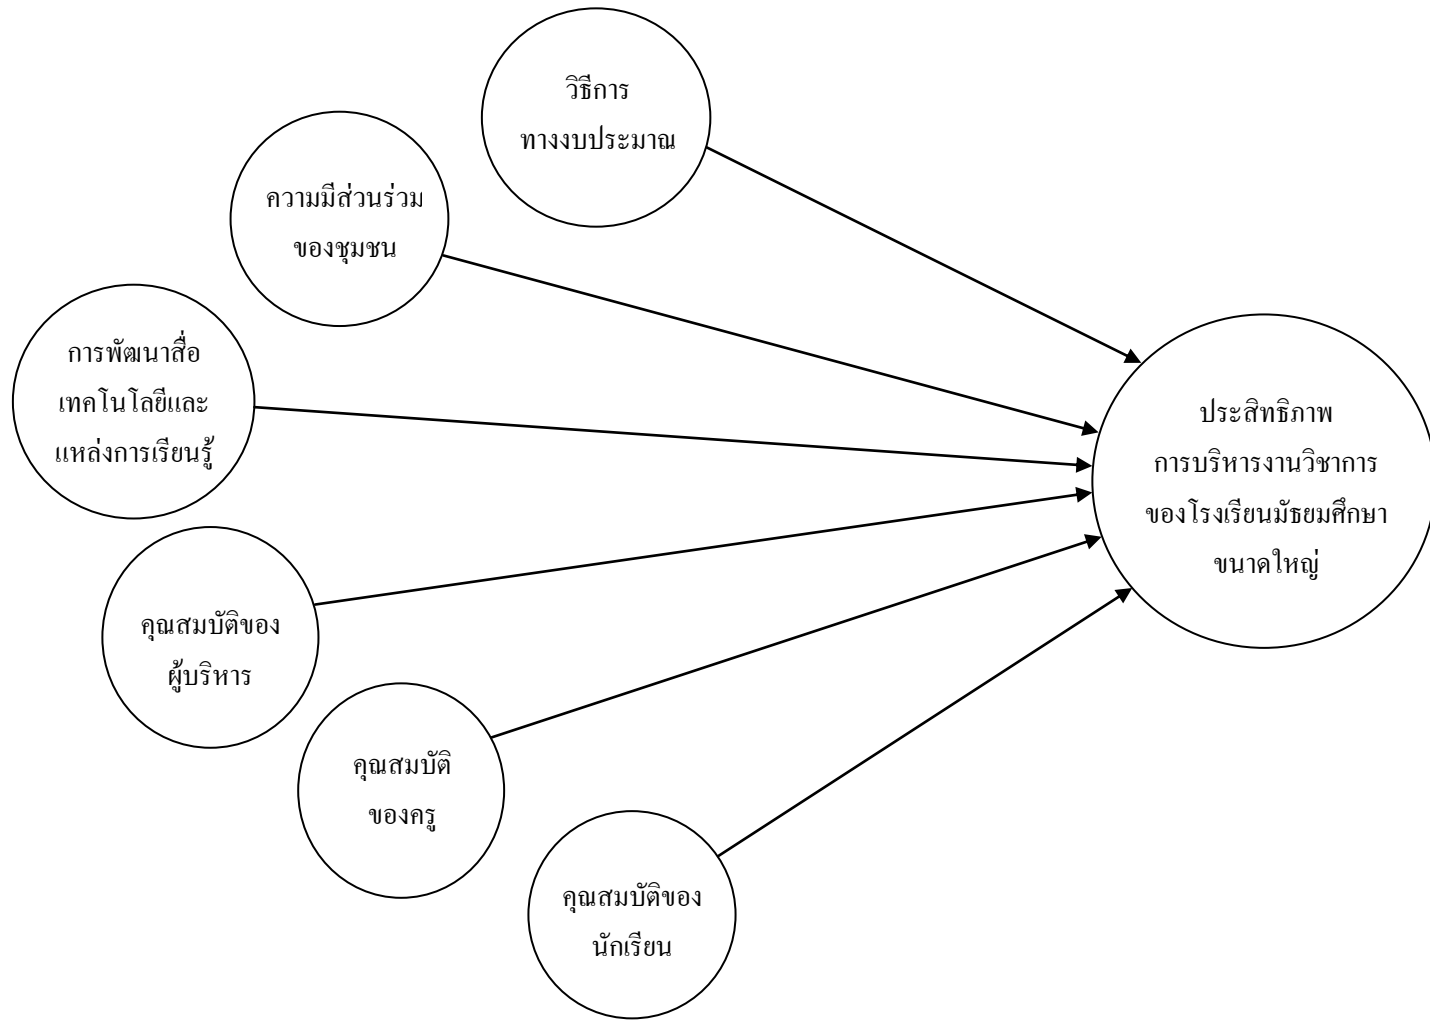 วิธีการ
ทางงบประมาณ
ความมีส่วนร่วม
ของชุมชน
การพัฒนาสื่อ
เทคโนโลยีและ
แหล่งการเรียนรู้
คุณสมบัติของ
ผู้บริหาร
คุณสมบัติ
ของครู
คุณสมบัติของ
นักเรียน
ประสิทธิภาพ
การบริหารงานวิชาการ
ของโรงเรียนมัธยมศึกษา
ขนาดใหญ่